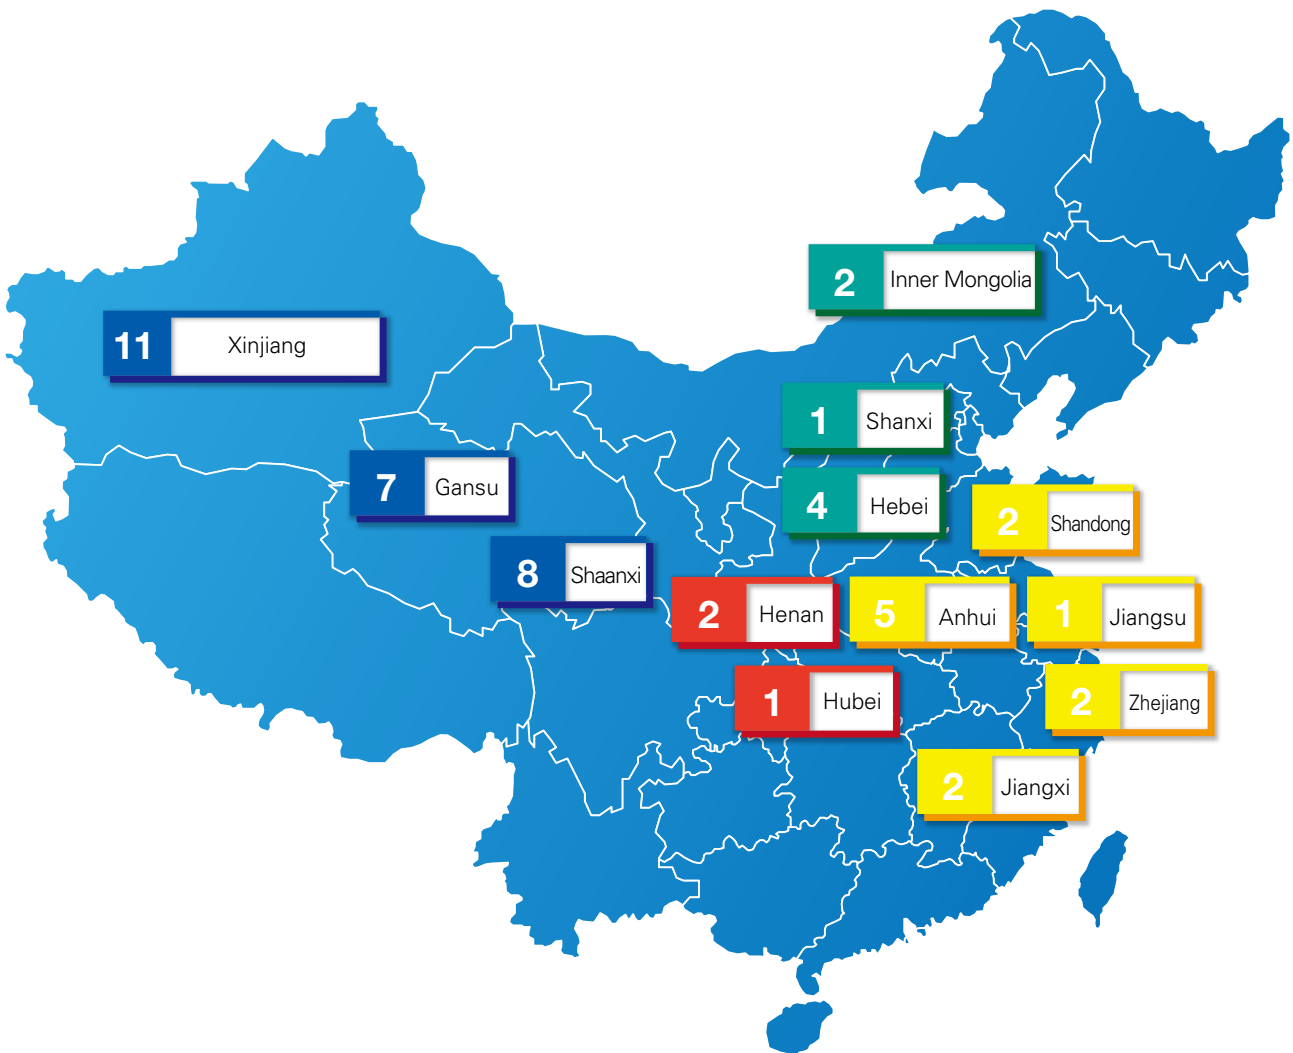 2 Inner Mongolia
11 Xinjiang
1 Shanxi
7 Gansu
4 Hebei
2 Shandong
8 Shaanxi
2 Henan
5 Anhui
1 Jiangsu
1 Hubei
2 Zhejiang
2 Jiangxi